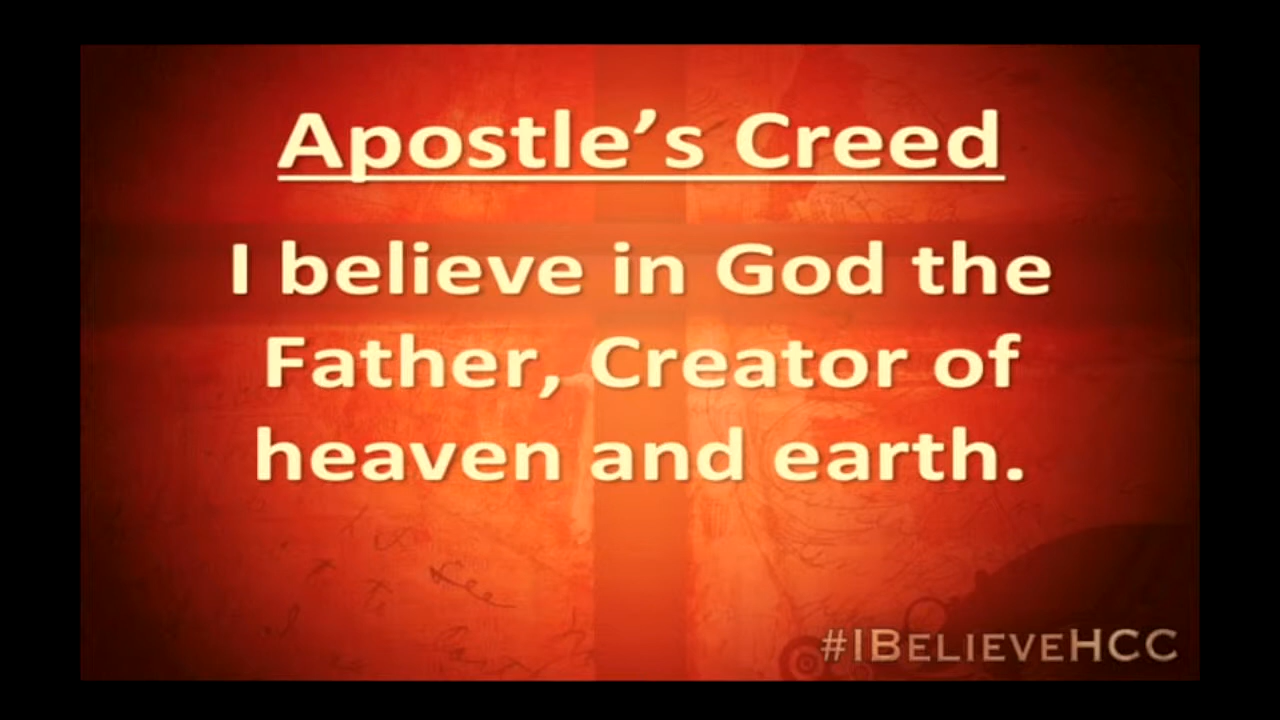 Apostle’s Creed
I believe in God the
Father, Creator of
heaven and earth.
#IBelieveHCC